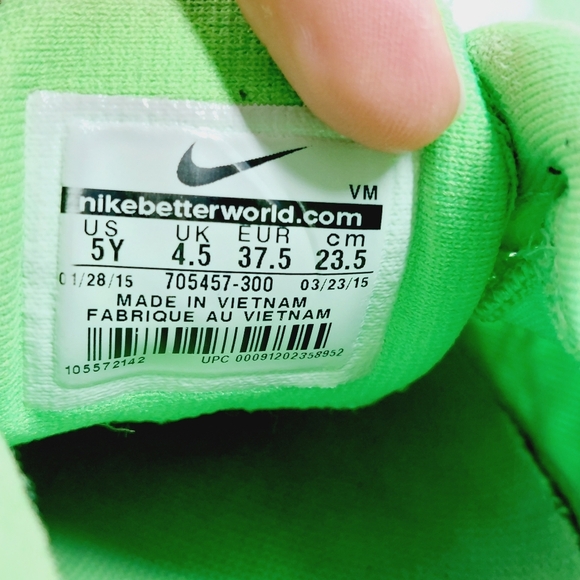 VM
nikebetterworld.com
US UK EUR cm
5Y 4.5 37.5 23.5
01/28/15 705457-300 03/23/15
MADE IN VIETNAM
FABRIQUE AU VIETNAM
105572142 UPC 00091202358952